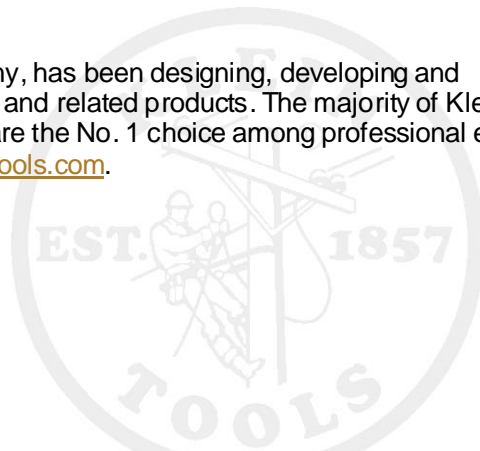 KLEIN
ny, has been designing, developing and
and related products. The majority of Kle
are the No. 1 choice among professional e
ools.com.
EST. 1857
TOOLS